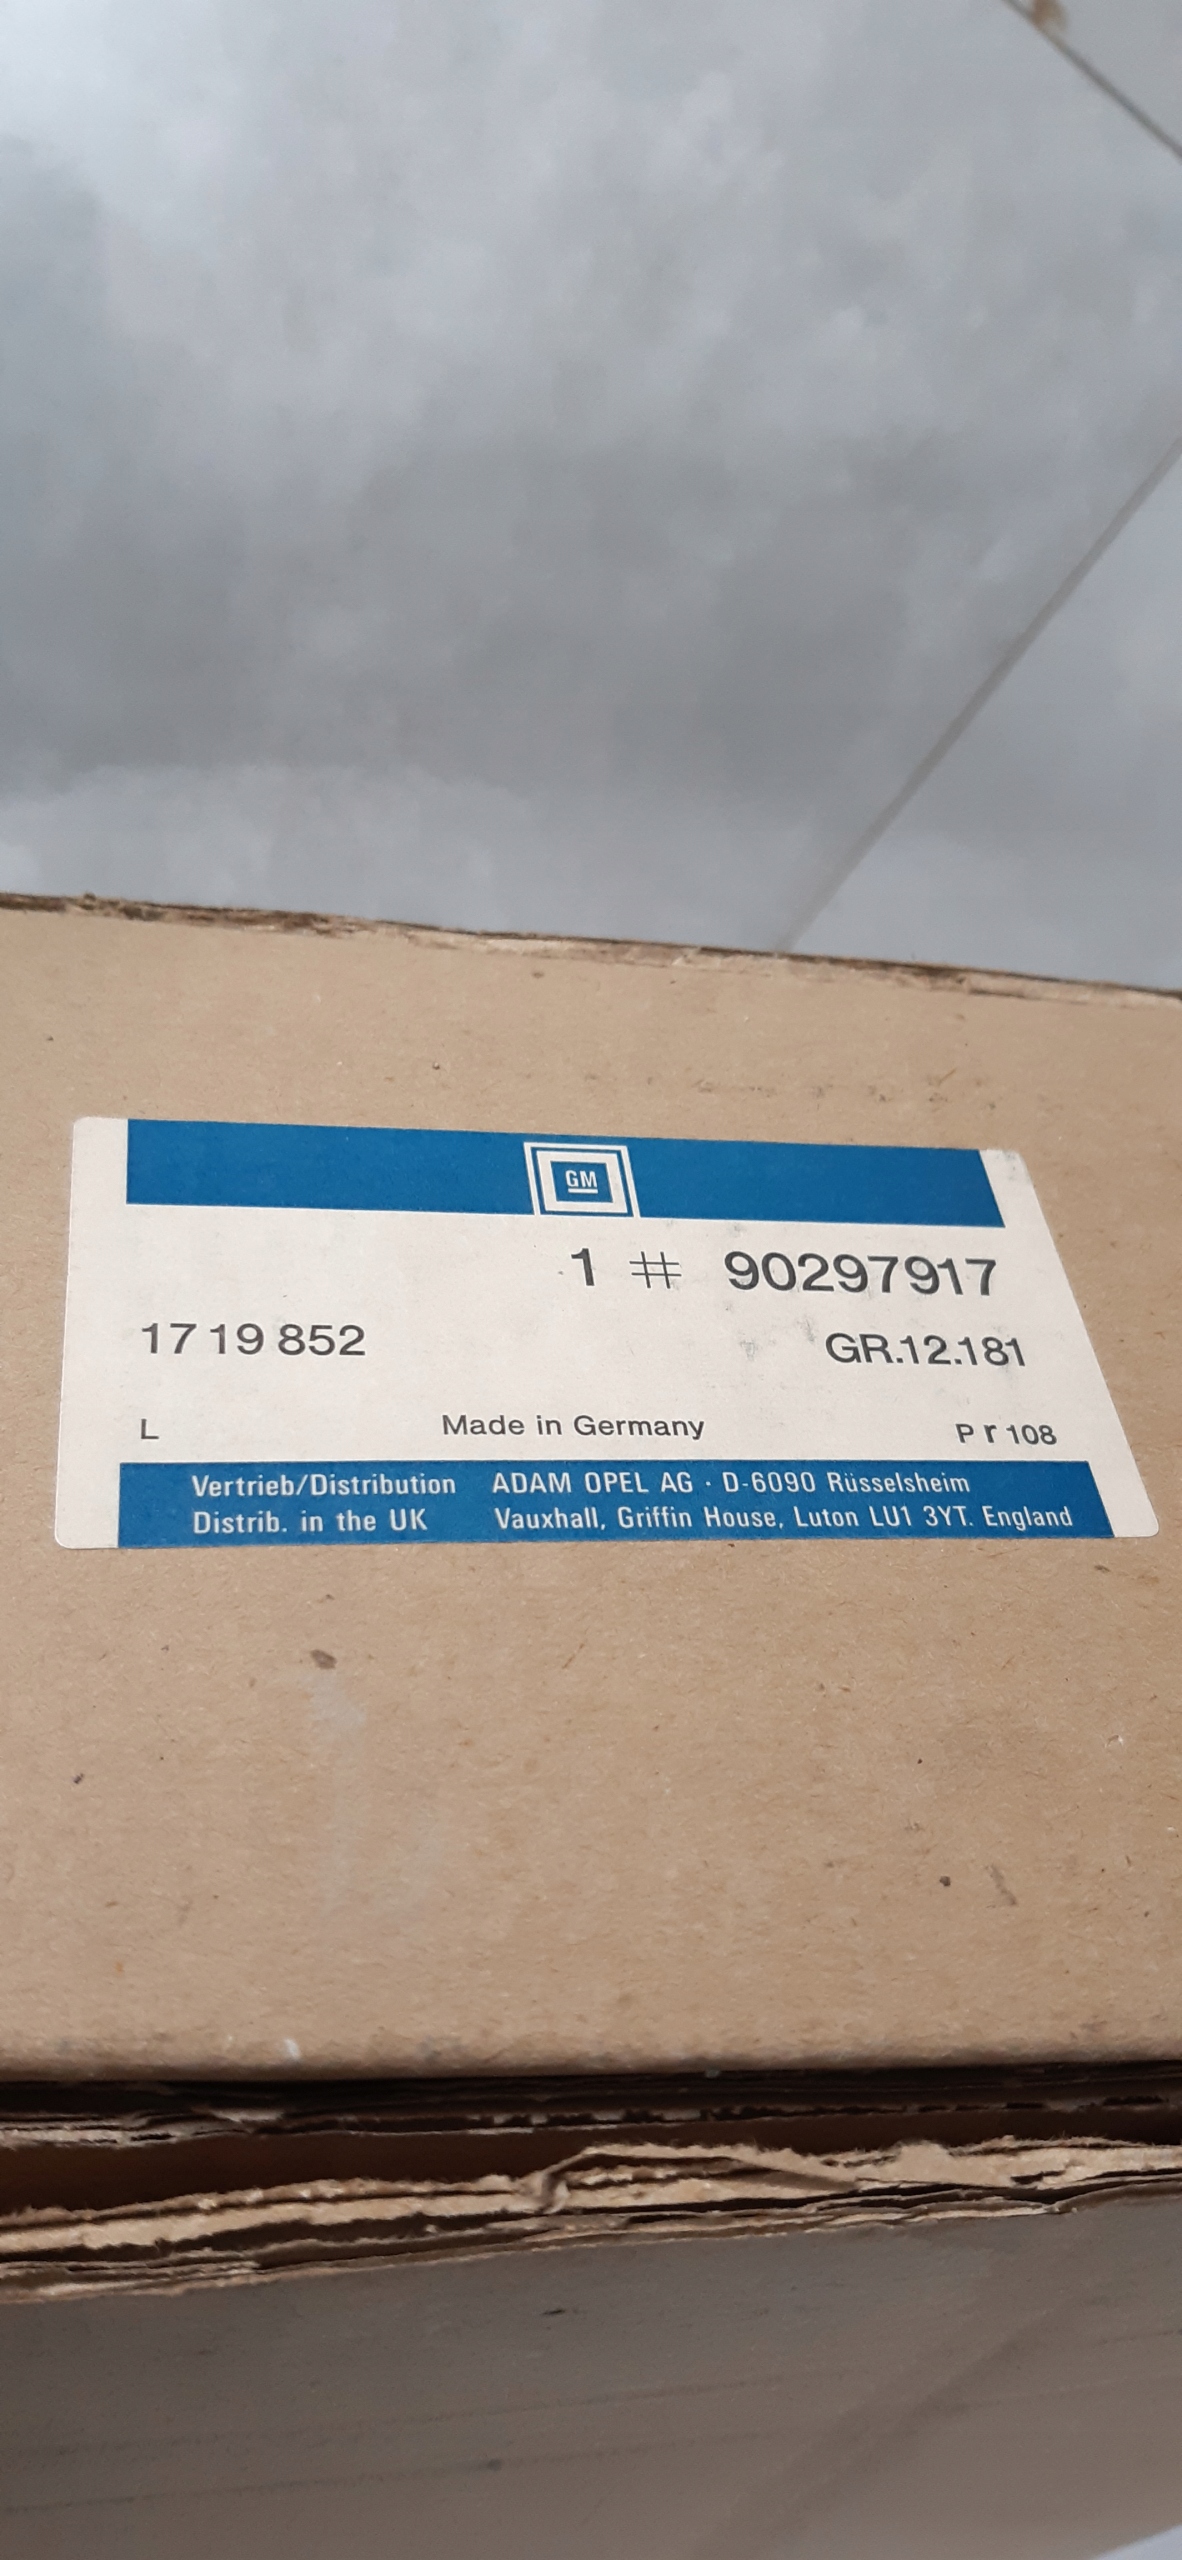 GM
1 # 90297917
17 19 852 GR.12.181
L Made in Germany Pr108
Vertrieb/Distribution ADAM OPEL AG · D-6090 Rüsselsheim
Distrib. in the UK Vauxhall, Griffin House, Luton LU1 3YT. England